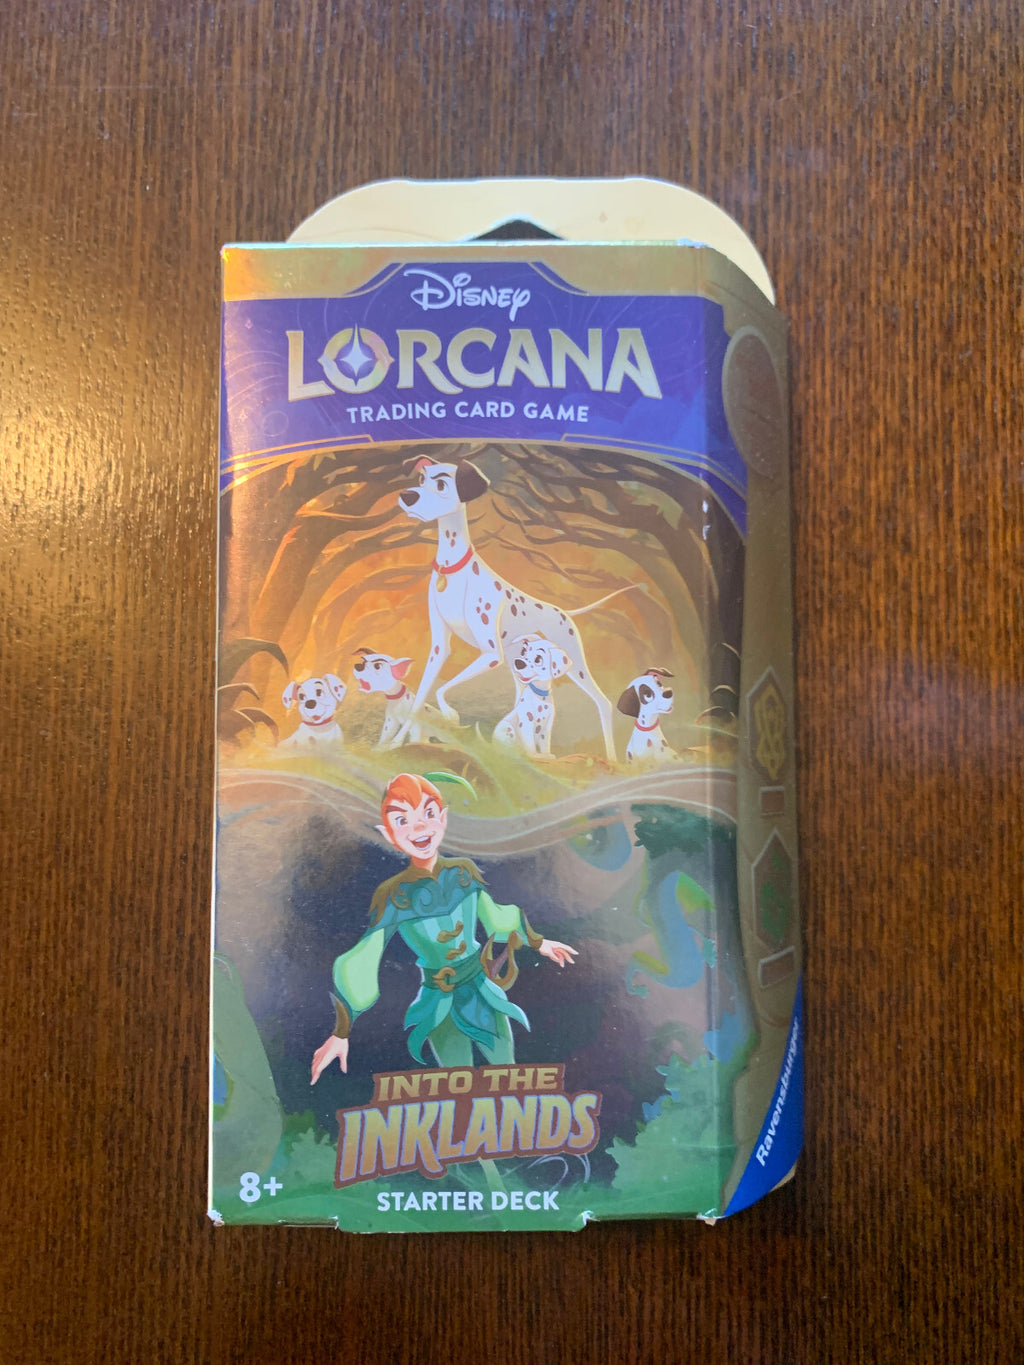 Disney
LORCANA
TRADING CARD GAME
INTO THE
INKLANDS
8+
STARTER DECK
Ravensburger